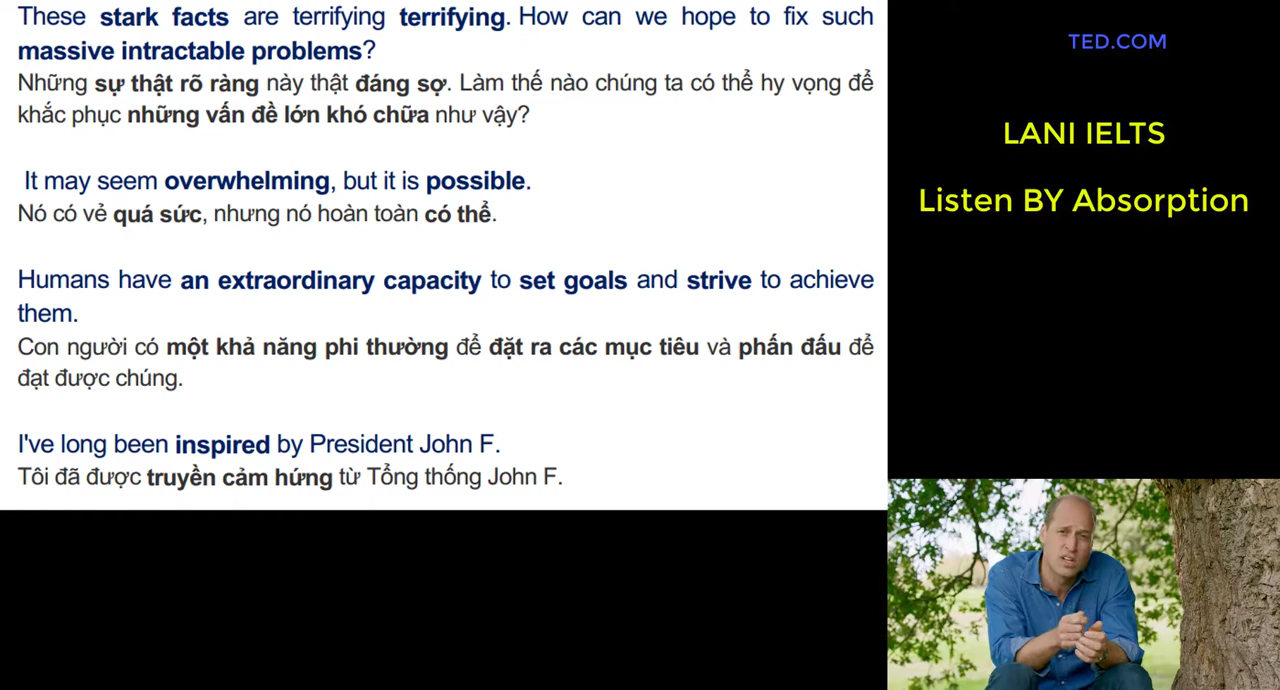 These stark facts are terrifying terrifying. How can we hope to fix such
massive intractable problems?
Những sự thật rõ ràng này thật đáng sợ. Làm thế nào chúng ta có thể hy vọng để
khắc phục những vấn đề lớn khó chữa như vậy?
It may seem overwhelming, but it is possible.
Nó có vẻ quá sức, nhưng nó hoàn toàn có thể.
Humans have an extraordinary capacity to set goals and strive to achieve
them.
Con người có một khả năng phi thường để đặt ra các mục tiêu và phấn đấu để
đạt được chúng.
I've long been inspired by President John F.
Tôi đã được truyền cảm hứng từ Tổng thống John F.
TED.COM
LANI IELTS
Listen BY Absorption